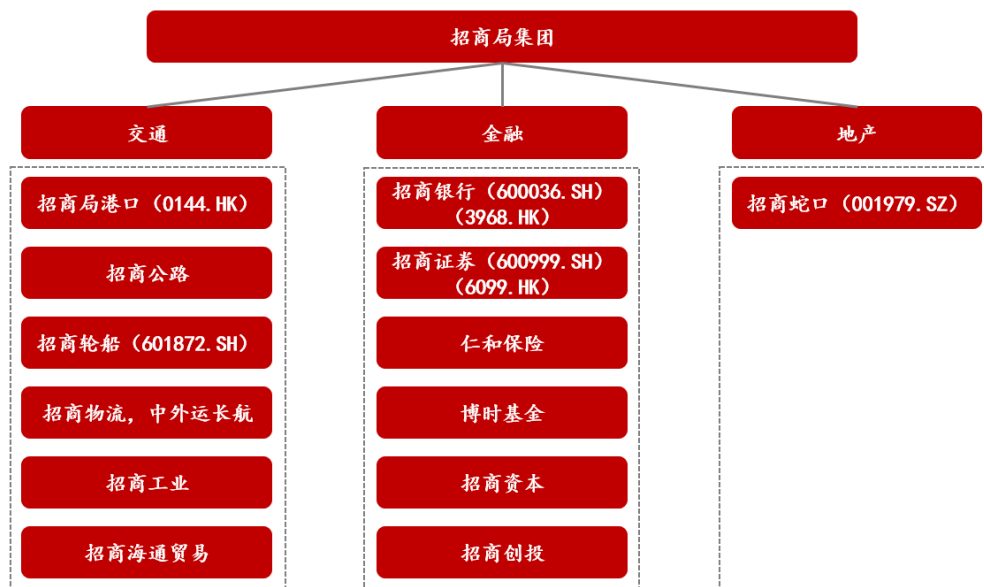 招商局集团
交通
金融
地产
招商局港口（0144.HK）
招商公路
招商轮船（601872.SH）
招商物流，中外运长航
招商工业
招商海通贸易
招商银行（600036.SH）
（3968.HK）
招商证券（600999.SH）
（6099.HK）
仁和保险
博时基金
招商资本
招商创投
招商蛇口（001979.SZ）